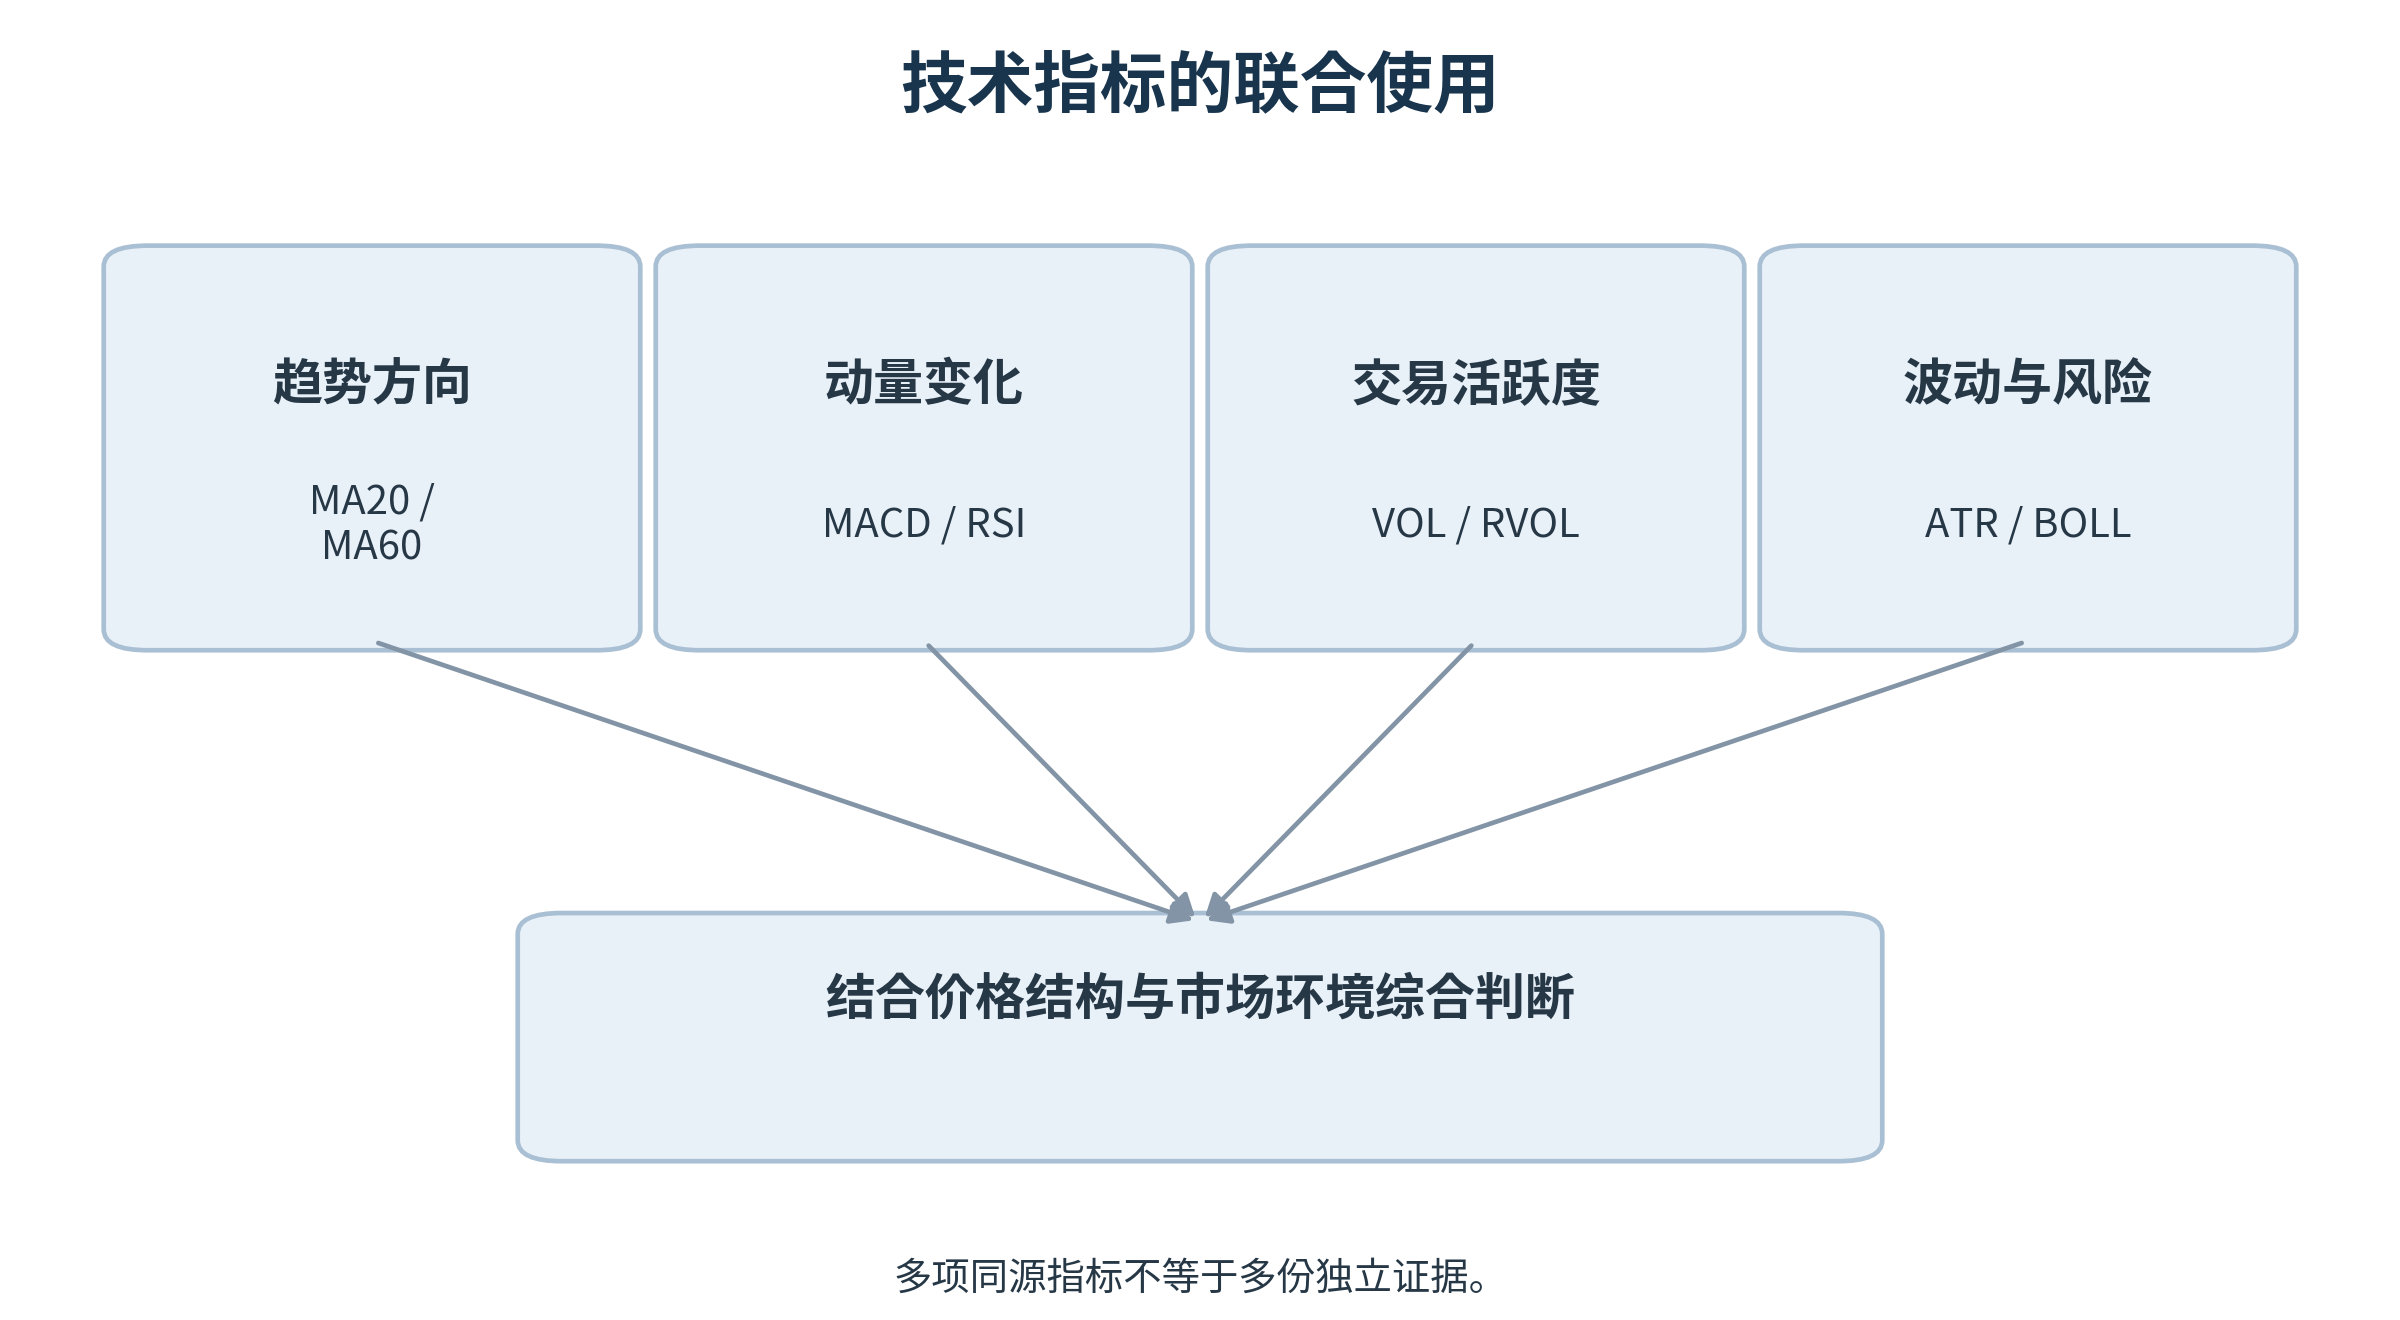 技术指标的联合使用
趋势方向
MA20 /
MA60
动量变化
MACD / RSI
交易活跃度
VOL / RVOL
波动与风险
ATR / BOLL
结合价格结构与市场环境综合判断
多项同源指标不等于多份独立证据。